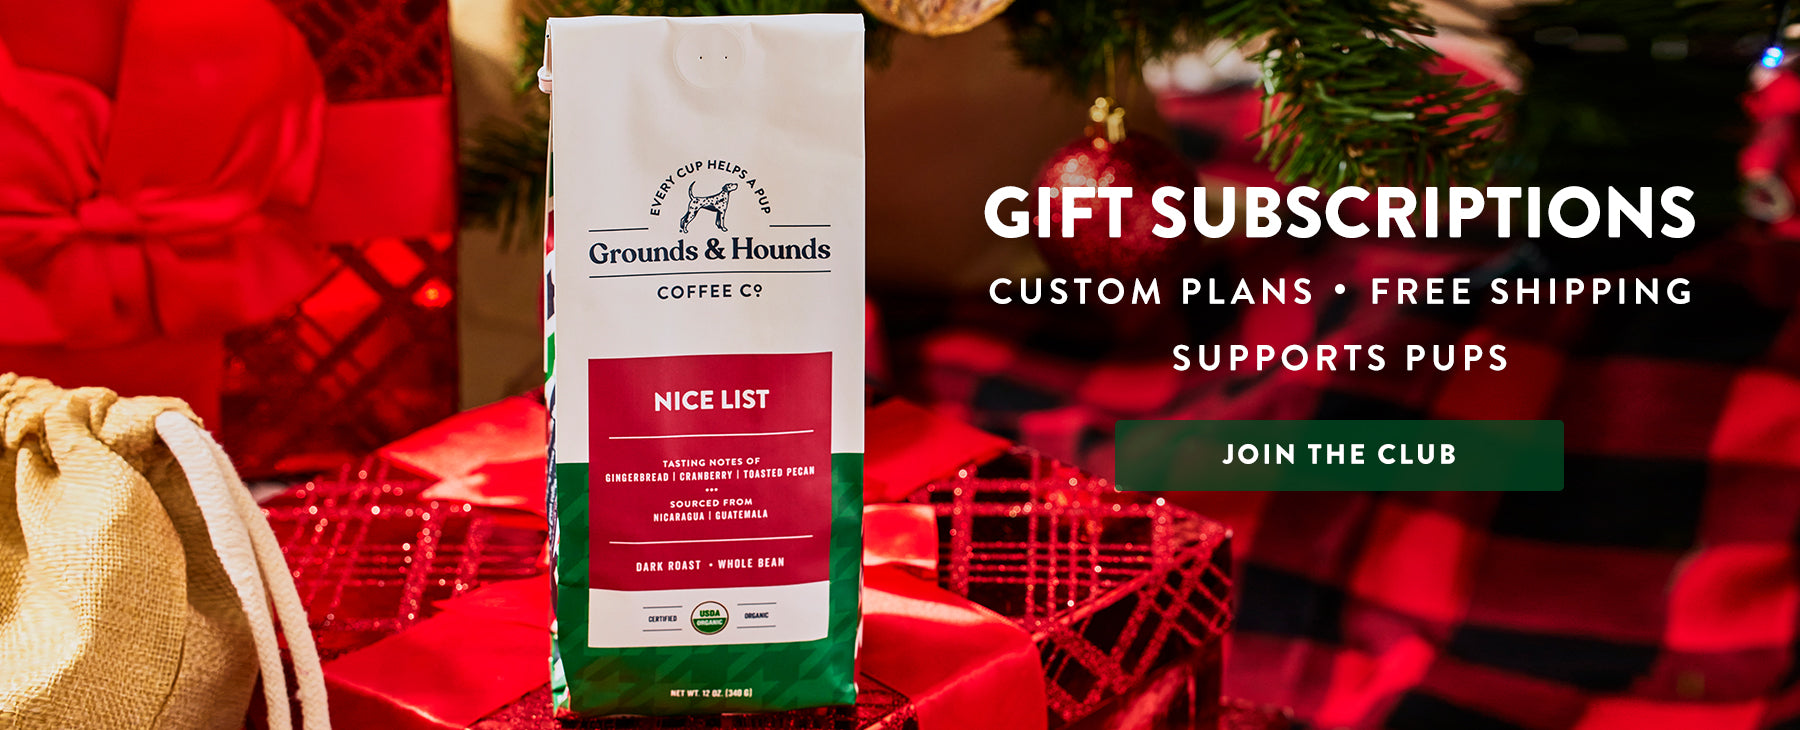 EVERY CUP HELPS A PUP
Grounds & Hounds
COFFEE Cº
NICE LIST
TASTING NOTES OF
GINGERBREAD | CRANBERRY | TOASTED PECAN
SOURCED FROM
NICARAGUA | GUATEMALA
DARK ROAST • WHOLE BEAN
CERTIFIED
USDA
ORGANIC
ORGANIC
NET WT. 12 OZ. (340 G)
GIFT SUBSCRIPTIONS
CUSTOM PLANS • FREE SHIPPING
SUPPORTS PUPS
JOIN THE CLUB